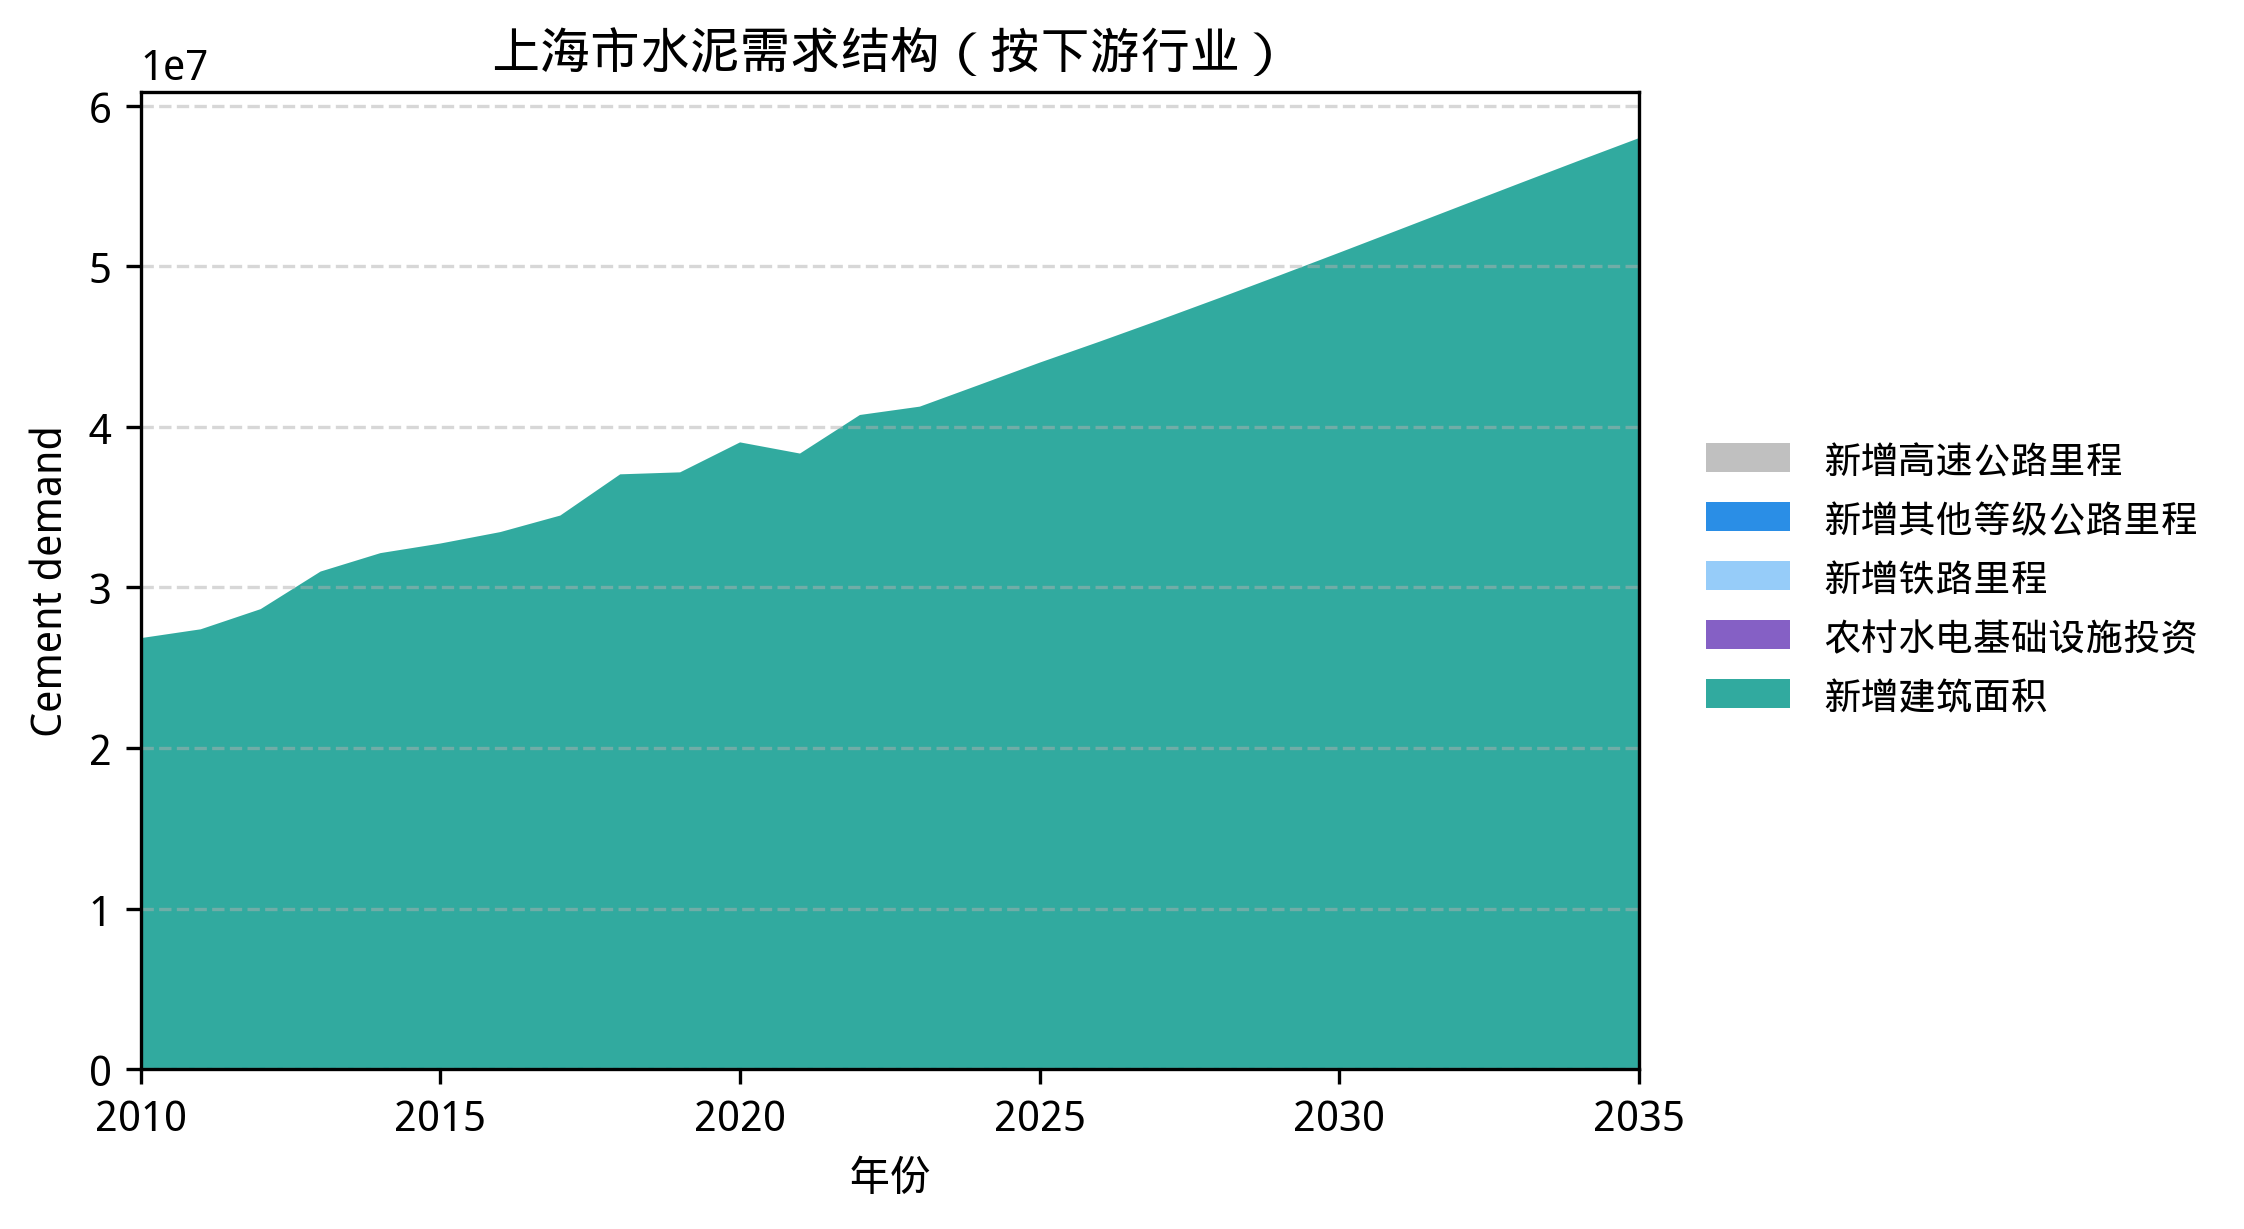 上海市水泥需求结构（按下游行业）
1e7
6
5
4
3
2
1
0
Cement demand
2010
2015
2020
2025
2030
2035
年份
新增高速公路里程
新增其他等级公路里程
新增铁路里程
农村水电基础设施投资
新增建筑面积